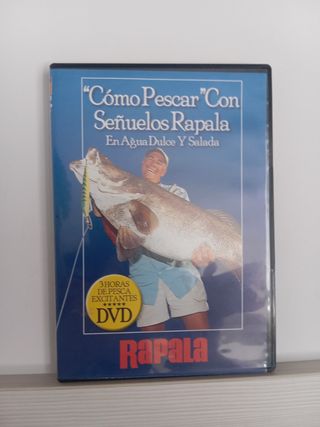 "Cómo Pescar" Con
Señuelos Rapala
En Agua Dulce Y Salada
3 HORAS
DE PESCA
EXCITANTES
★★★★★
DVD
RAPALA